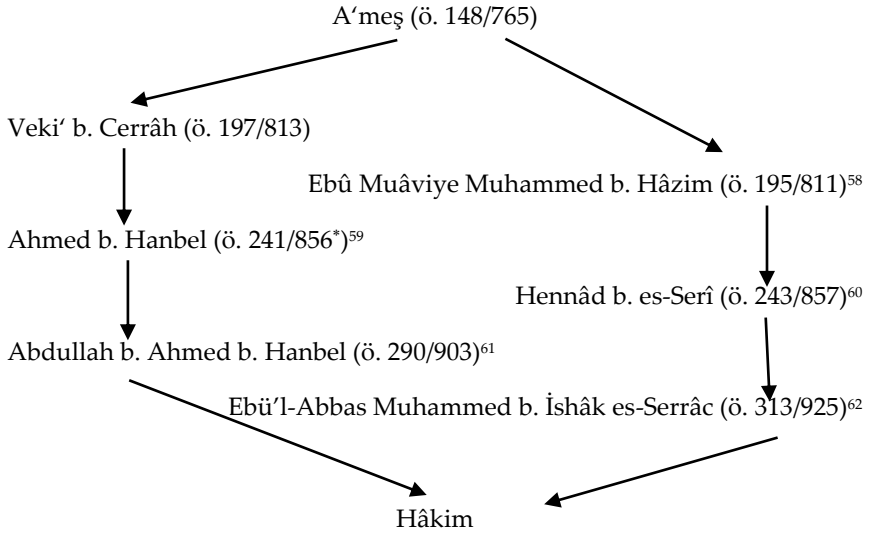 A‘meş (ö. 148/765)
Veki‘ b. Cerrâh (ö. 197/813)
Ebû Muâviye Muhammed b. Hâzim (ö. 195/811)⁵⁸
Ahmed b. Hanbel (ö. 241/856*)⁵⁹
Hennâd b. es-Serî (ö. 243/857)⁶⁰
Abdullah b. Ahmed b. Hanbel (ö. 290/903)⁶¹
Ebü’l-Abbas Muhammed b. İshâk es-Serrâc (ö. 313/925)⁶²
Hâkim